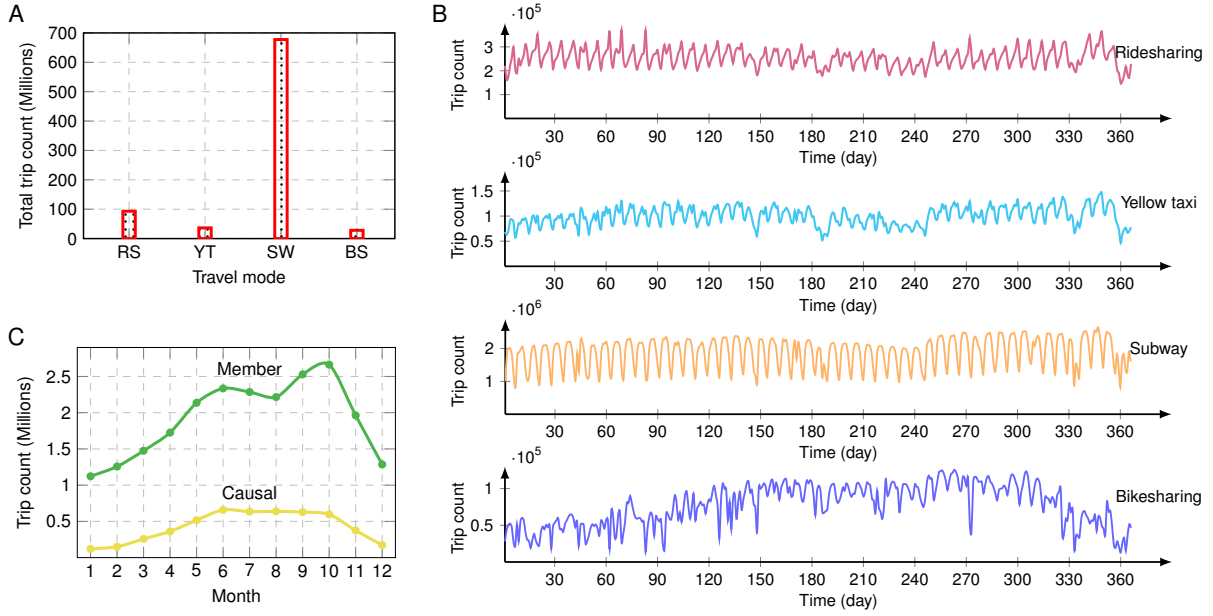 A
Total trip count (Millions)
700
600
500
400
300
200
100
0
RS YT SW BS
Travel mode
B
·10^5
Trip count
3
2
1
Ridesharing
30 60 90 120 150 180 210 240 270 300 330 360
Time (day)
·10^5
Trip count
1.5
1
0.5
Yellow taxi
30 60 90 120 150 180 210 240 270 300 330 360
Time (day)
·10^6
Trip count
2
1
Subway
30 60 90 120 150 180 210 240 270 300 330 360
Time (day)
·10^5
Trip count
1
0.5
Bikesharing
30 60 90 120 150 180 210 240 270 300 330 360
Time (day)
C
Trip count (Millions)
2.5
2
1.5
1
0.5
Member
Causal
1 2 3 4 5 6 7 8 9 10 11 12
Month